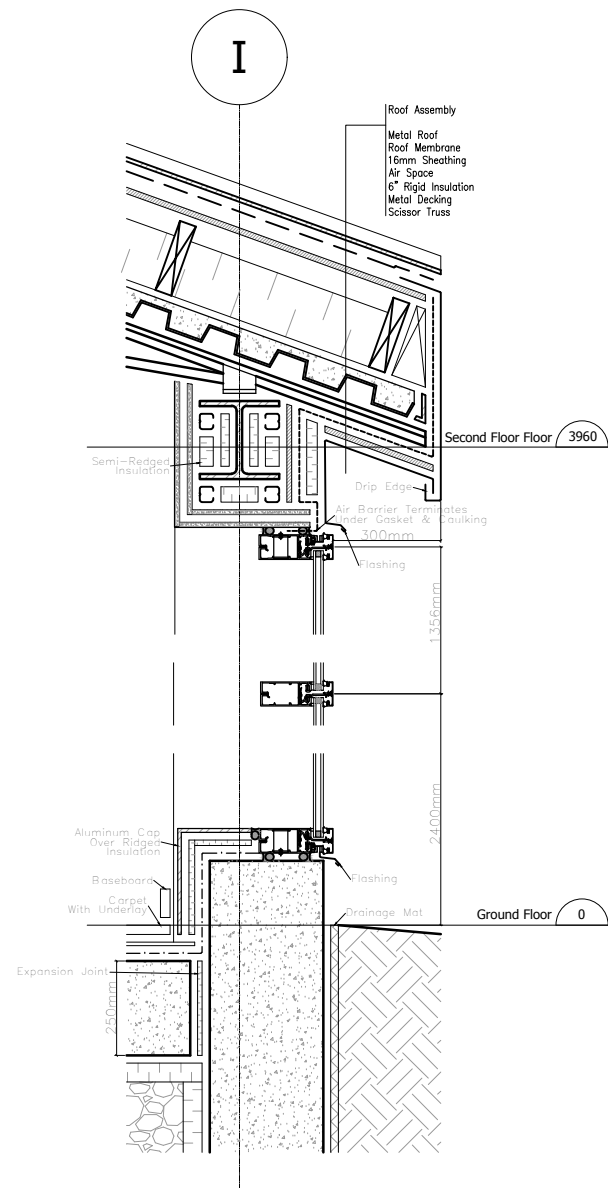 I
Roof Assembly
Metal Roof
Roof Membrane
16mm Sheathing
Air Space
6" Rigid Insulation
Metal Decking
Scissor Truss
Second Floor Floor 3960
Semi-Redged
Insulation
Drip Edge
Air Barrier Terminates
Under Gasket & Caulking
300mm
Flashing
1356mm
2400mm
Aluminum Cap
Over Ridged
Insulation
Baseboard
Flashing
Carpet
With Underlay
Drainage Mat
Ground Floor 0
Expansion Joint
250mm